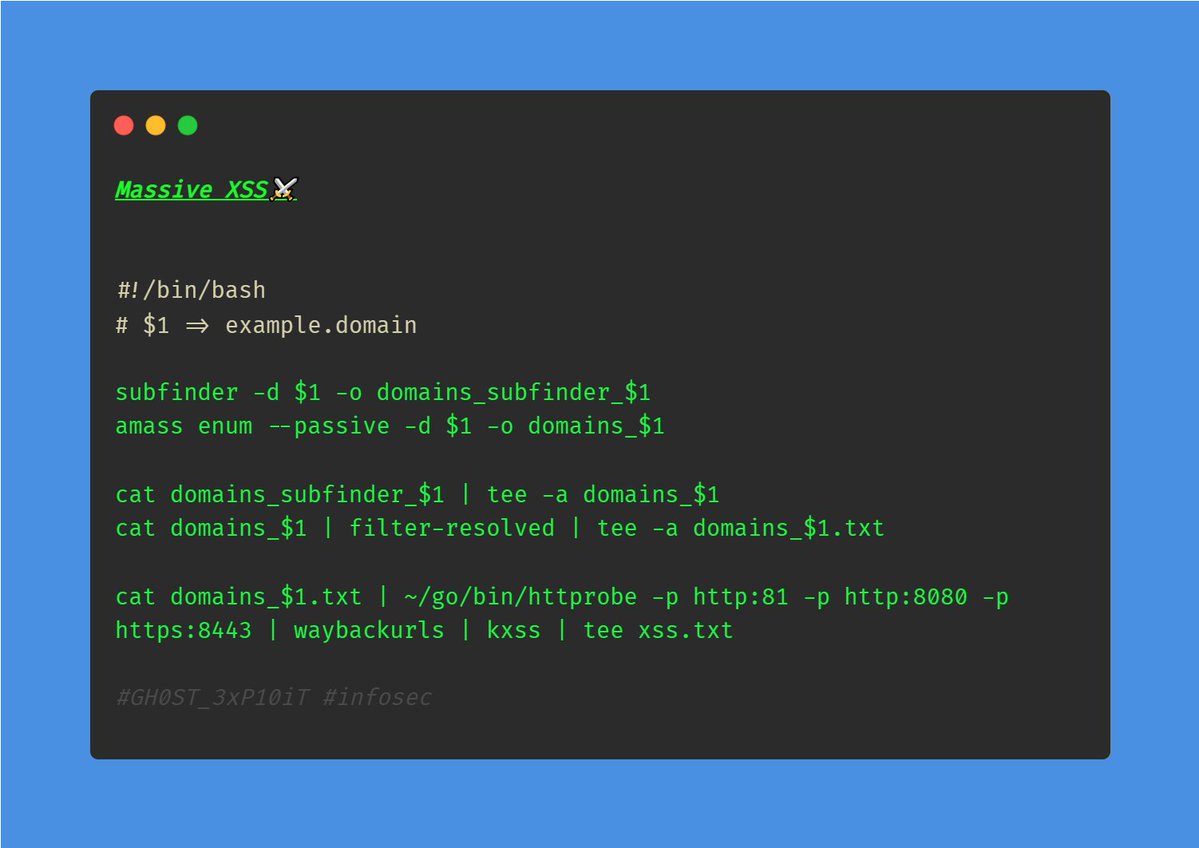 Massive XSS⚔️
#!/bin/bash
# $1 => example.domain
subfinder -d $1 -o domains_subfinder_$1
amass enum --passive -d $1 -o domains_$1
cat domains_subfinder_$1 | tee -a domains_$1
cat domains_$1 | filter-resolved | tee -a domains_$1.txt
cat domains_$1.txt | ~/go/bin/httprobe -p http:81 -p http:8080 -p
https:8443 | waybackurls | kxss | tee xss.txt
#GH0ST_3xP10iT #infosec